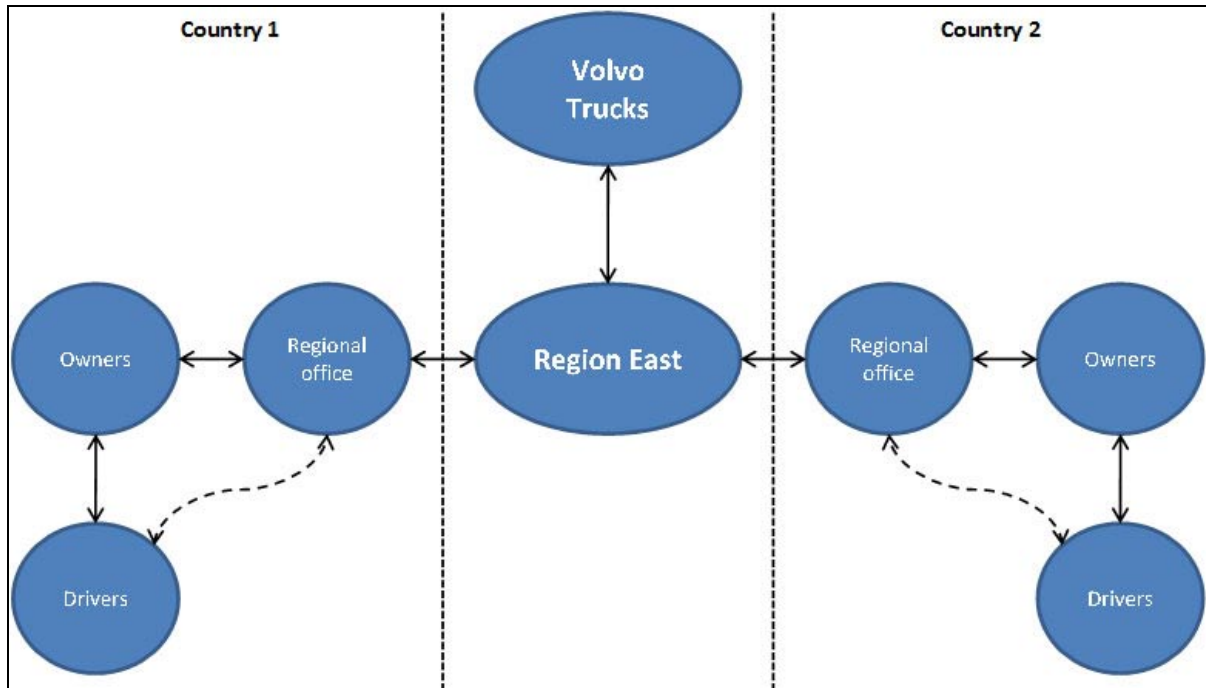 Country 1
Country 2
Volvo
Trucks
Owners
Regional
office
Region East
Regional
office
Owners
Drivers
Drivers